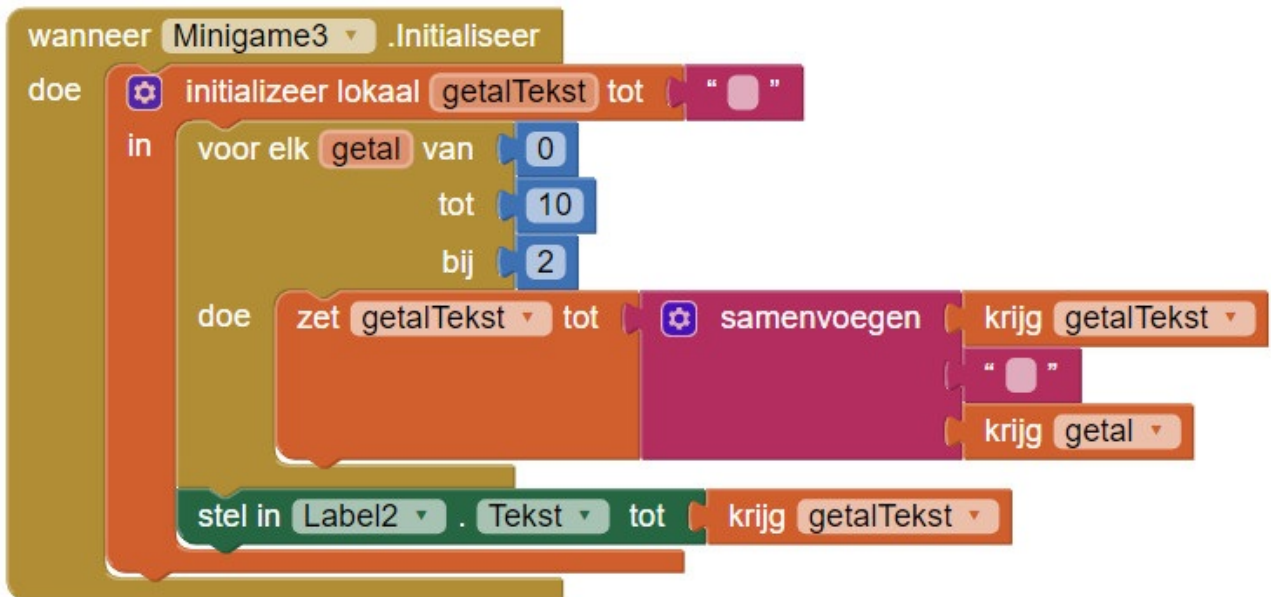 wanneer Minigame3 .Initialiseer
doe initializeer lokaal getalTekst tot “ ”
in voor elk getal van 0
tot 10
bij 2
doe zet getalTekst tot samenvoegen krijg getalTekst
“ ”
krijg getal
stel in Label2 . Tekst tot krijg getalTekst